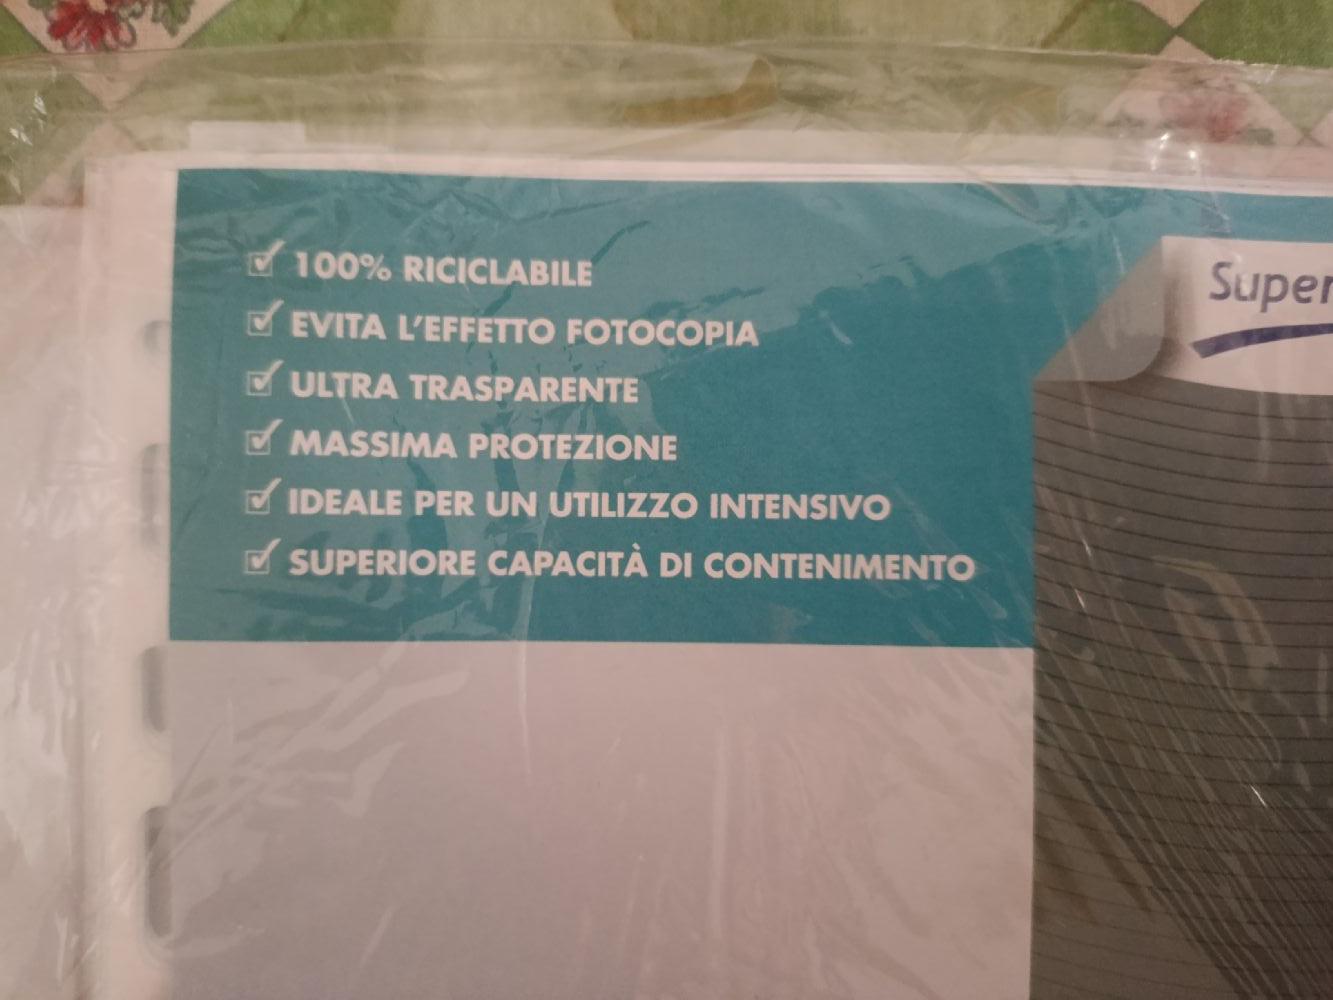 100% RICICLABILE
EVITA L'EFFETTO FOTOCOPIA
ULTRA TRASPARENTE
MASSIMA PROTEZIONE
IDEALE PER UN UTILIZZO INTENSIVO
SUPERIORE CAPACITÀ DI CONTENIMENTO
Super